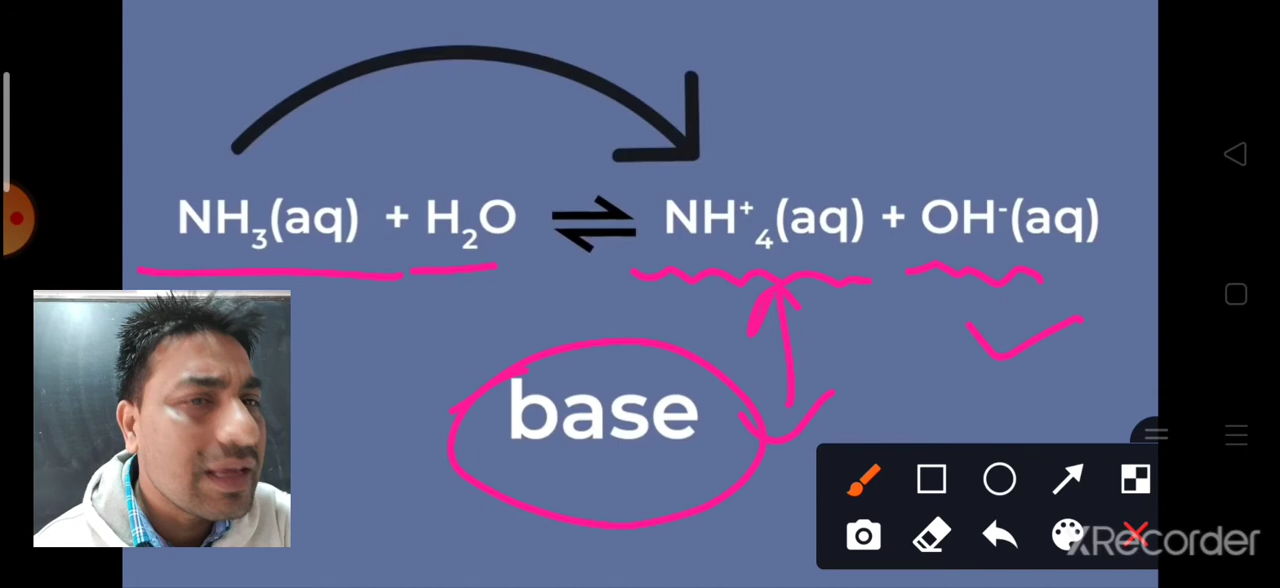 NH₃(aq) + H₂O ⇌ NH⁺₄(aq) + OH⁻(aq)
base
XRecorder